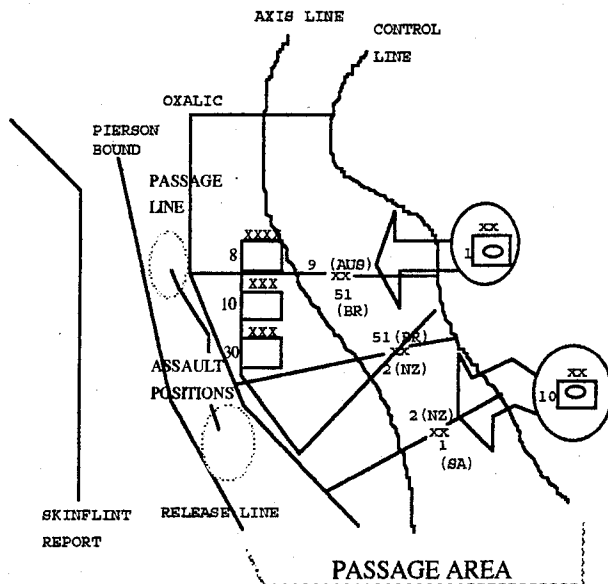 AXIS LINE
CONTROL
LINE
OXALIC
PIERSON
BOUND
PASSAGE
LINE
XXXX
8
9 (AUS)
XX
51
(BR)
XX
1
XXX
10
XXX
30
51 (BR)
XX
2 (NZ)
ASSAULT
POSITIONS
XX
10
2 (NZ)
XX
1
(SA)
SKINFLINT
REPORT
RELEASE LINE
PASSAGE AREA